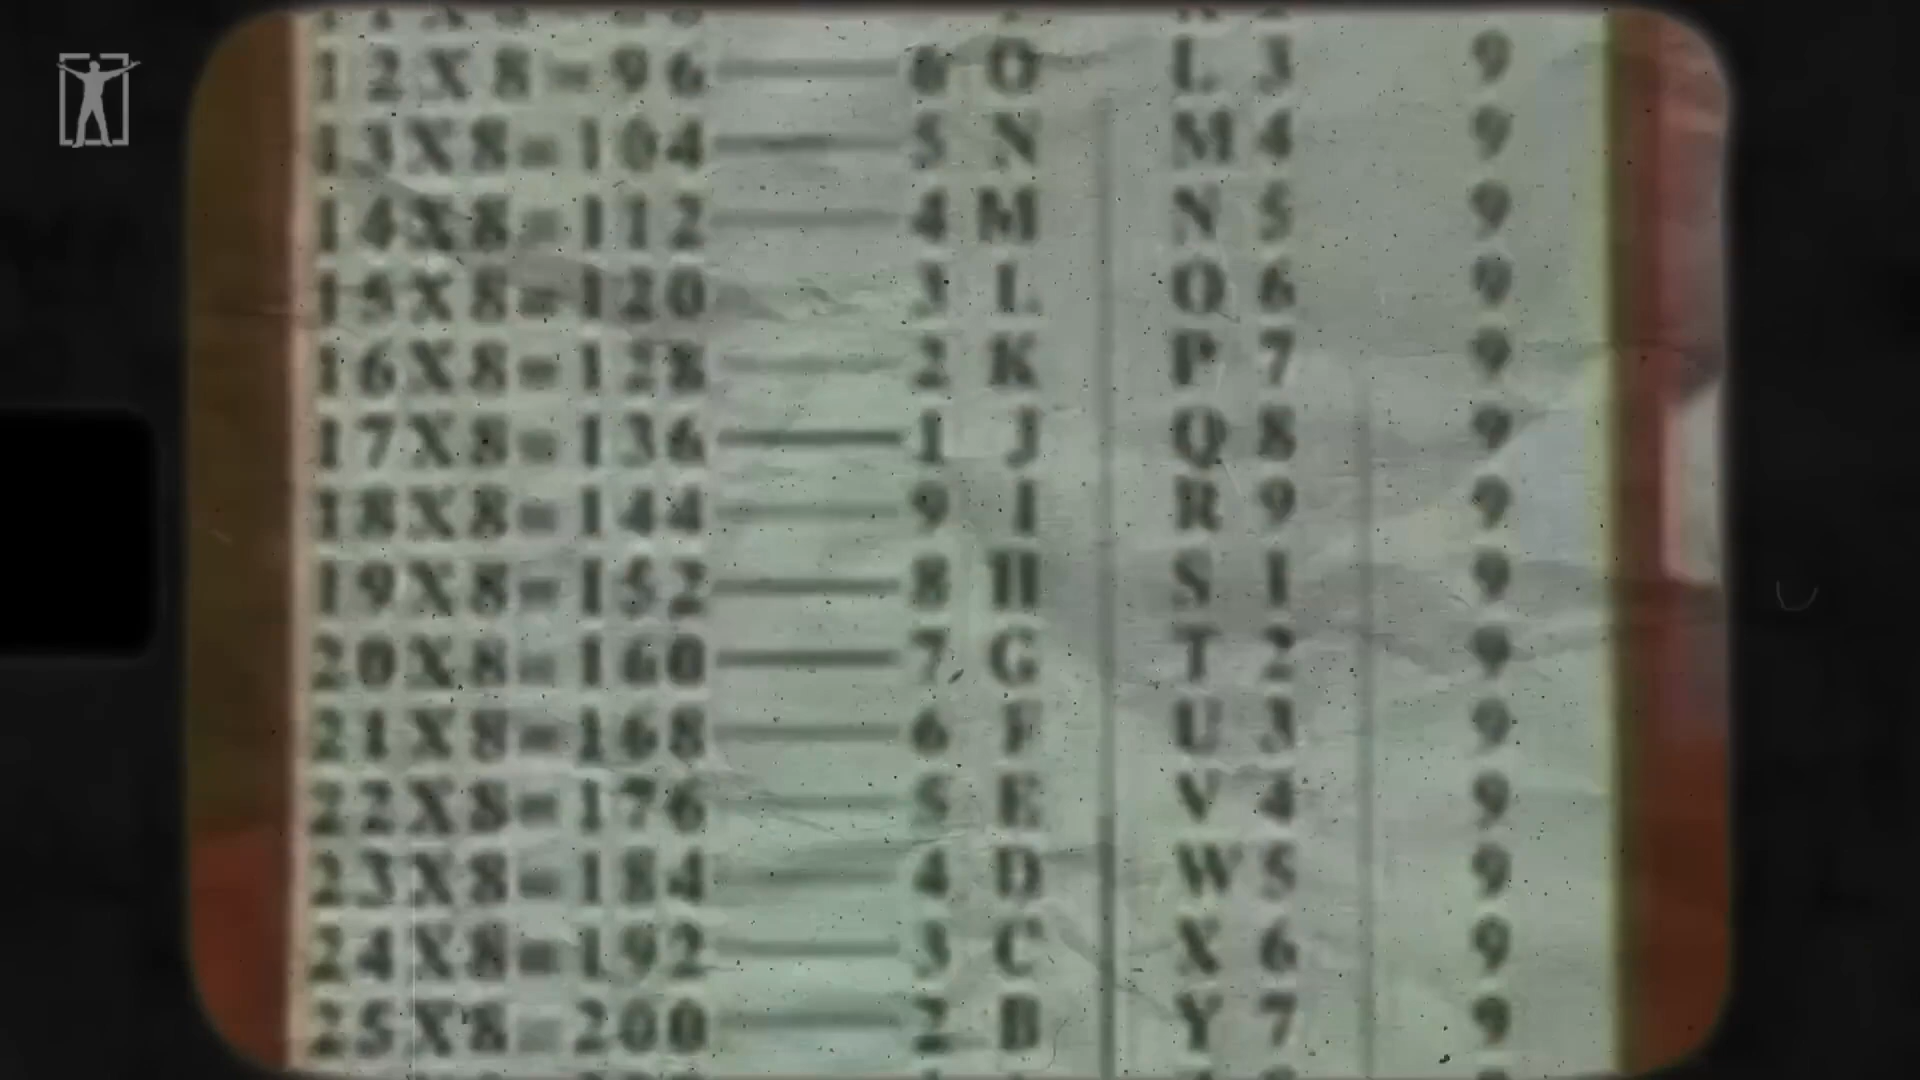 12X8=96 6 O L 3 9
13X8=104 5 N M 4 9
14X8=112 4 M N 5 9
15X8=120 3 L O 6 9
16X8=128 2 K P 7 9
17X8=136 1 J Q 8 9
18X8=144 9 I R 9 9
19X8=152 8 H S 1 9
20X8=160 7 G T 2 9
21X8=168 6 F U 3 9
22X8=176 5 E V 4 9
23X8=184 4 D W 5 9
24X8=192 3 C X 6 9
25X8=200 2 B Y 7 9